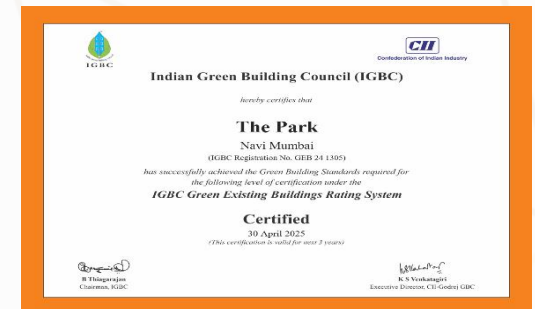 IGBC
CII
Confederation of Indian Industry
Indian Green Building Council (IGBC)
hereby certifies that
The Park
Navi Mumbai
(IGBC Registration No. GEB 24 1305)
has successfully achieved the Green Building Standards required for
the following level of certification under the
IGBC Green Existing Buildings Rating System
Certified
30 April 2025
(This certification is valid for next 3 years)
B Thiagarajan
Chairman, IGBC
K S Venkatagiri
Executive Director, CII-Godrej GBC